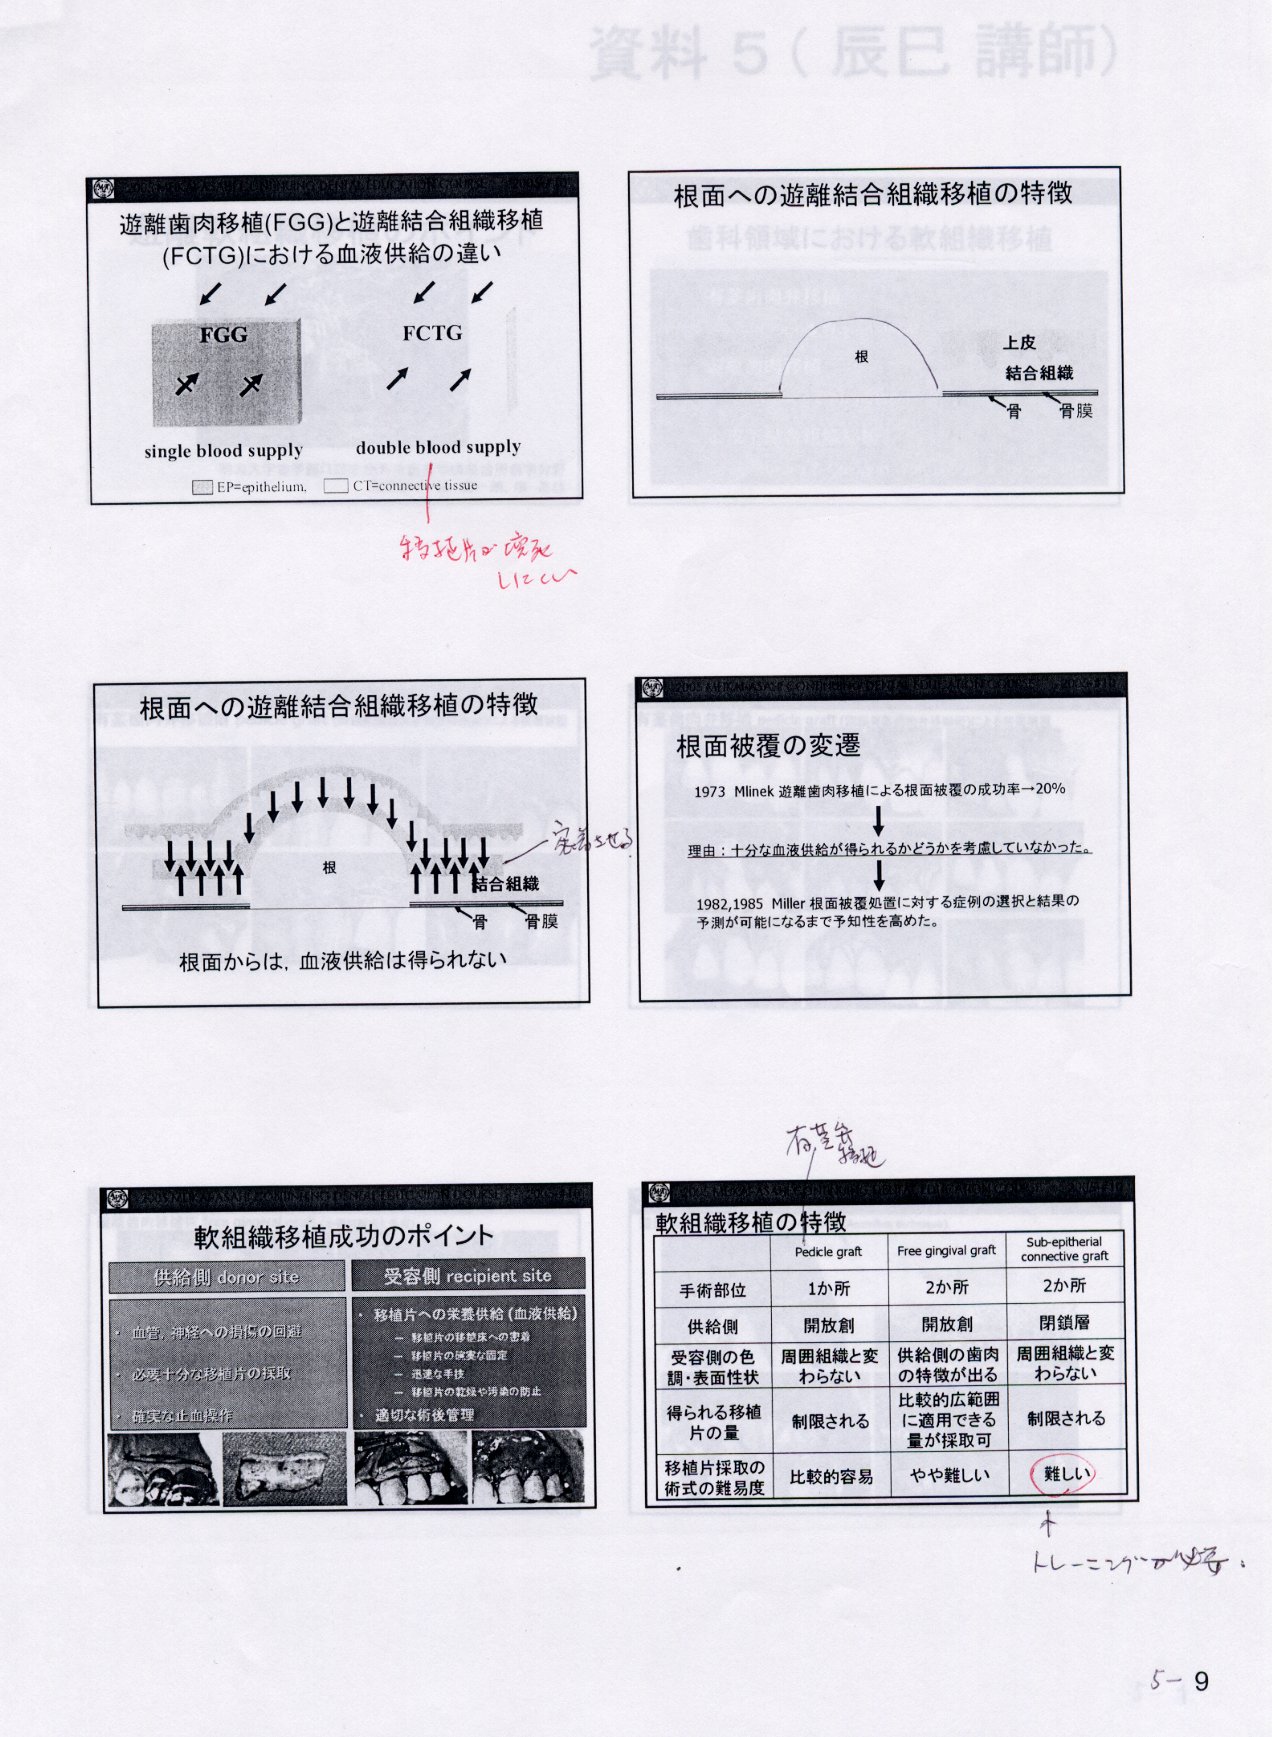 資料 5 ( 辰巳 講師)
遊離歯肉移植(FGG)と遊離結合組織移植
(FCTG)における血液供給の違い
FGG
FCTG
single blood supply
double blood supply
EP=epithelium.
CT=connective tissue
移植片が壊死
しにくい
根面への遊離結合組織移植の特徴
根
上皮
結合組織
骨
骨膜
根面への遊離結合組織移植の特徴
定着させる
根
結合組織
骨
骨膜
根面からは, 血液供給は得られない
根面被覆の変遷
1973 Mlinek 遊離歯肉移植による根面被覆の成功率→20%
理由：十分な血液供給が得られるかどうかを考慮していなかった。
1982,1985 Miller 根面被覆処置に対する症例の選択と結果の
予測が可能になるまで予知性を高めた。
軟組織移植成功のポイント
供給側 donor site
・ 血管, 神経への損傷の回避
・ 必要十分な移植片の採取
・ 確実な止血操作
受容側 recipient site
・ 移植片への栄養供給 (血液供給)
– 移植片の移植床への密着
– 移植片の確実な固定
– 迅速な手技
– 移植片の乾燥や汚染の防止
・ 適切な術後管理
有茎弁
移植
軟組織移植の特徴
Pedicle graft
Free gingival graft
Sub-epitherial
connective graft
手術部位
1か所
2か所
2か所
供給側
開放創
開放創
閉鎖層
受容側の色
調・表面性状
周囲組織と変
わらない
供給側の歯肉
の特徴が出る
周囲組織と変
わらない
得られる移植
片の量
制限される
比較的広範囲
に適用できる
量が採取可
制限される
移植片採取の
術式の難易度
比較的容易
やや難しい
難しい
トレーニングが必要.
5- 9